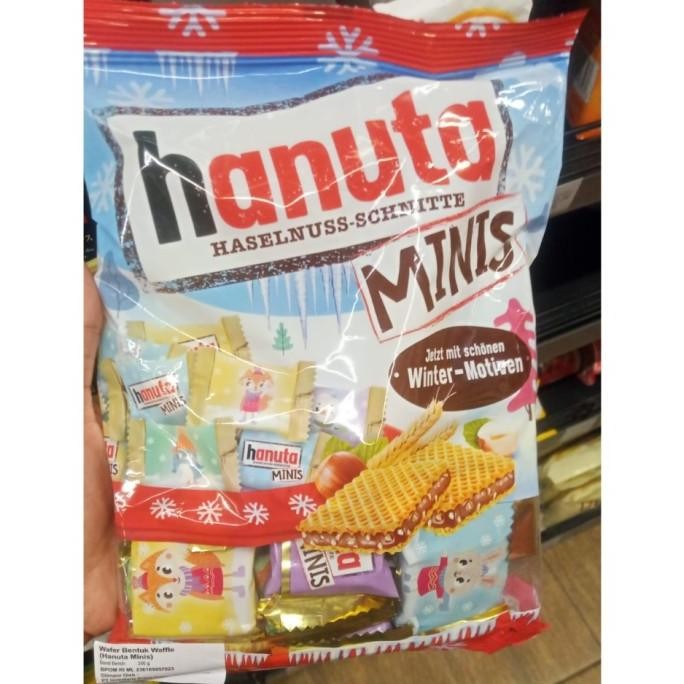 hanuta
HASELNUSS-SCHNITTE
MINIS
Jetzt mit schönen
Winter-Motiven
hanuta
MINIS
hanuta
MINIS
MINIS
Wafer Bentuk Waffle
(Hanuta Minis)